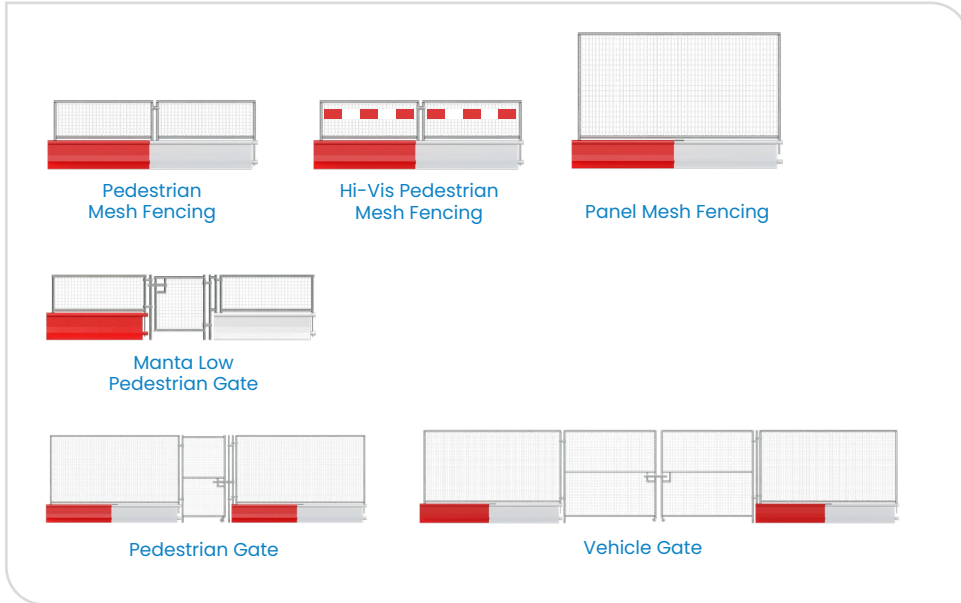 Pedestrian
Mesh Fencing
Hi-Vis Pedestrian
Mesh Fencing
Panel Mesh Fencing
Manta Low
Pedestrian Gate
Pedestrian Gate
Vehicle Gate